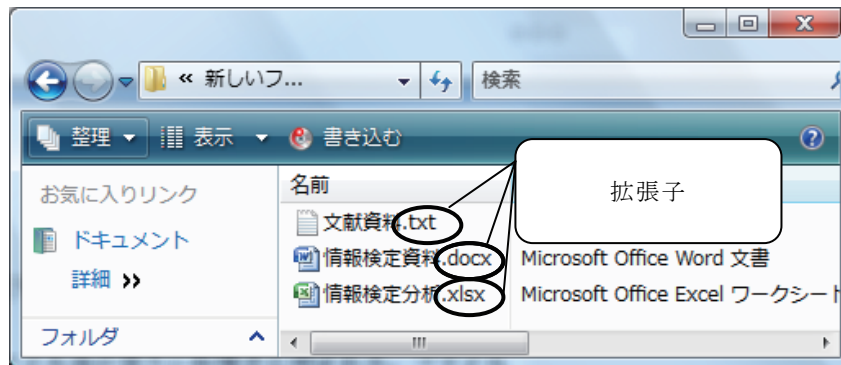 « 新しいフ...
検索
整理
表示
書き込む
お気に入りリンク
名前
拡張子
文献資料.txt
ドキュメント
情報検定資料.docx
Microsoft Office Word 文書
詳細 »
情報検定分析.xlsx
Microsoft Office Excel ワークシート
フォルダ